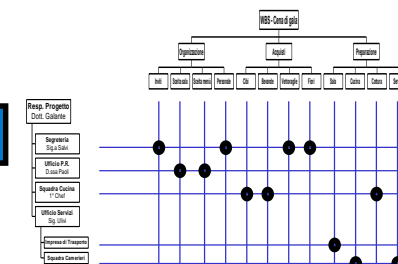 WBS - Cena di gala
Organizzazione Acquisti Preparazione
Inviti Scelta sala Scelta menù Personale Cibi Bevande Vettovaglie Fiori Sala Cucina Cottura
Resp. Progetto
Dott. Galante
Segreteria
Sig.a Salvi
Ufficio P.R.
D.ssa Paoli
Squadra Cucina
1° Chef
Ufficio Servizi
Sig. Ulivi
Impresa di Trasporto
Squadra Camerieri